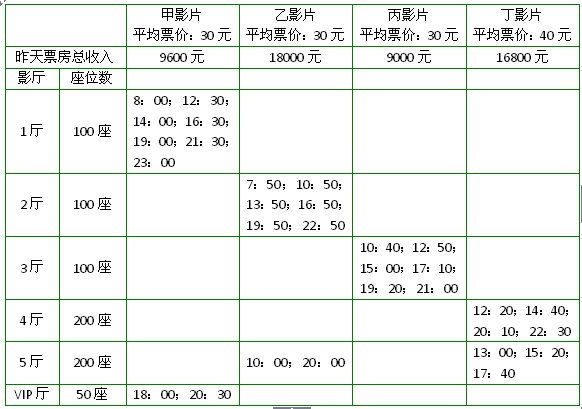 甲影片 乙影片 丙影片 丁影片
平均票价：30元 平均票价：30元 平均票价：30元 平均票价：40元
昨天票房总收入 9600元 18000元 9000元 16800元
影厅 座位数
1厅 100座 8：00；12：30；
14：00；16：30；
19：00；21：30；
23：00
2厅 100座 7：50；10：50；
13：50；16：50；
19：50；22：50
3厅 100座 10：40；12：50；
15：00；17：10；
19：20；21：00
4厅 200座 12：20；14：40；
20：10；22：30
5厅 200座 10：00；20：00 13：00；15：20；
17：40
VIP厅 50座 18：00；20：30